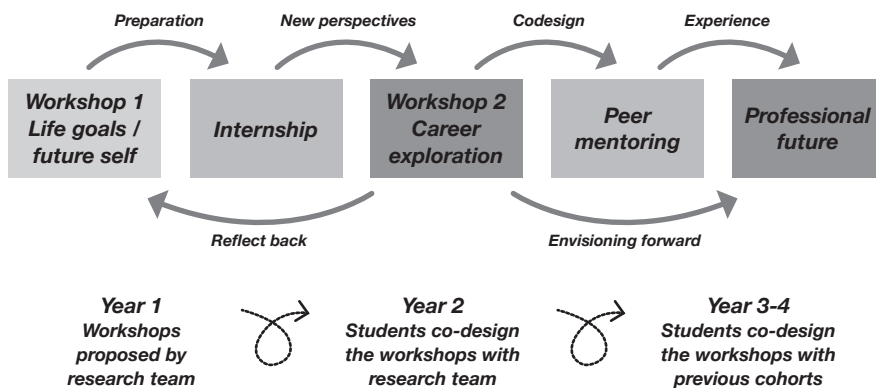 Preparation
New perspectives
Codesign
Experience
Workshop 1
Life goals /
future self
Internship
Workshop 2
Career
exploration
Peer
mentoring
Professional
future
Reflect back
Envisioning forward
Year 1
Workshops
proposed by
research team
Year 2
Students co-design
the workshops with
research team
Year 3-4
Students co-design
the workshops with
previous cohorts